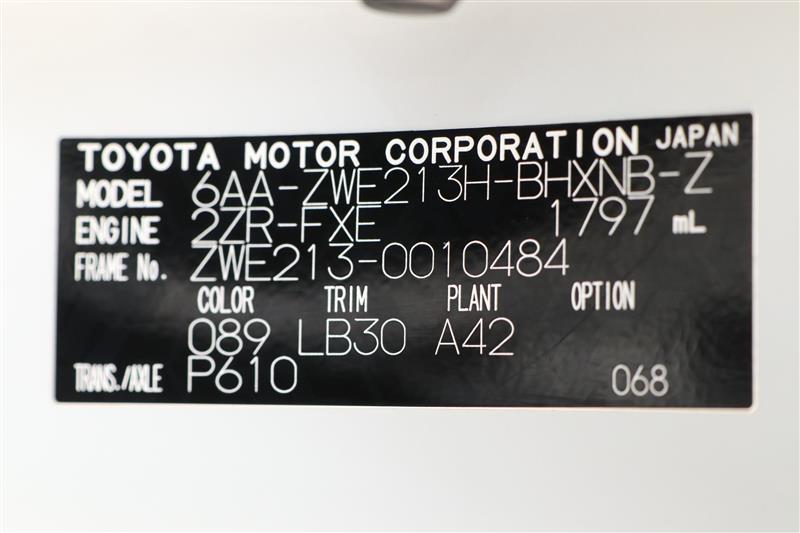 TOYOTA MOTOR CORPORATION JAPAN
MODEL 6AA-ZWE213H-BHXNB-Z
ENGINE 2ZR-FXE 1797 mL
FRAME No. ZWE213-0010484
COLOR TRIM PLANT OPTION
089 LB30 A42
TRANS./AXLE P610 068